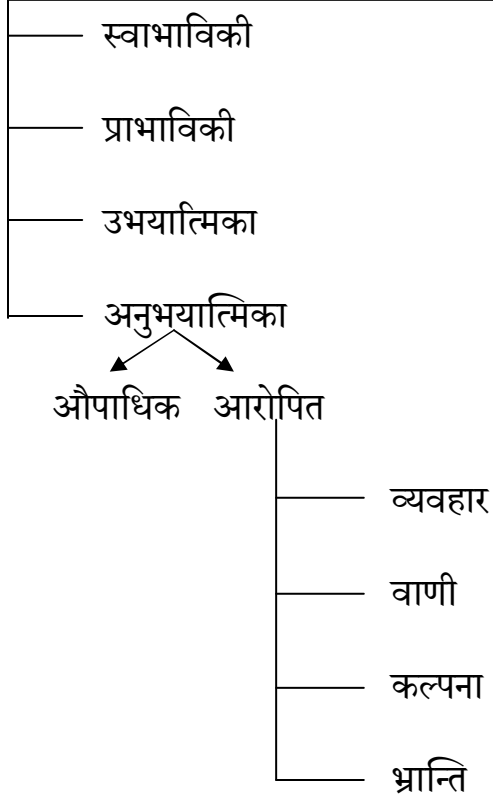 स्वाभाविकी
प्राभाविकी
उभयात्मिका
अनुभयात्मिका
औपाधिक आरोपित
व्यवहार
वाणी
कल्पना
भ्रान्ति